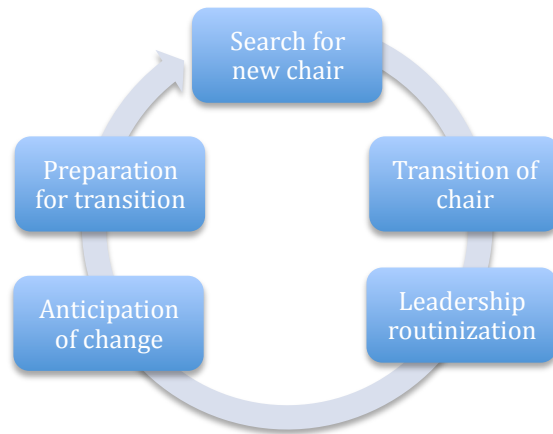 Search for
new chair
Transition of
chair
Leadership
routinization
Anticipation
of change
Preparation
for transition